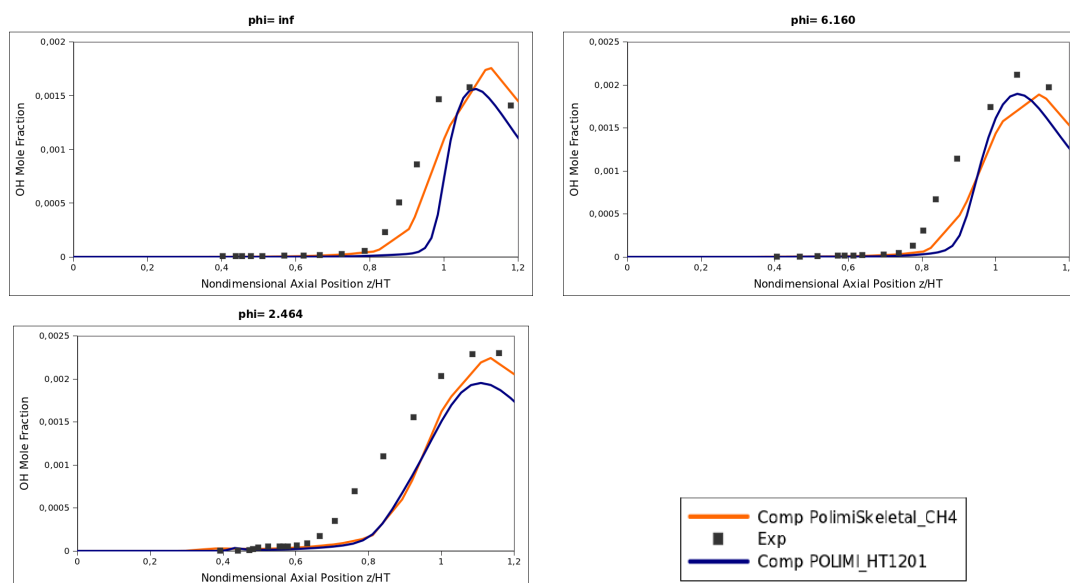 phi= inf
0,002
0,0015
0,001
0,0005
0
0 0,2 0,4 0,6 0,8 1 1,2
OH Mole Fraction
Nondimensional Axial Position z/HT
phi= 6.160
0,0025
0,002
0,0015
0,001
0,0005
0
0 0,2 0,4 0,6 0,8 1 1,2
OH Mole Fraction
Nondimensional Axial Position z/HT
phi= 2.464
0,0025
0,002
0,0015
0,001
0,0005
0
0 0,2 0,4 0,6 0,8 1 1,2
OH Mole Fraction
Nondimensional Axial Position z/HT
Comp PolimiSkeletal_CH4
Exp
Comp POLIMI_HT1201